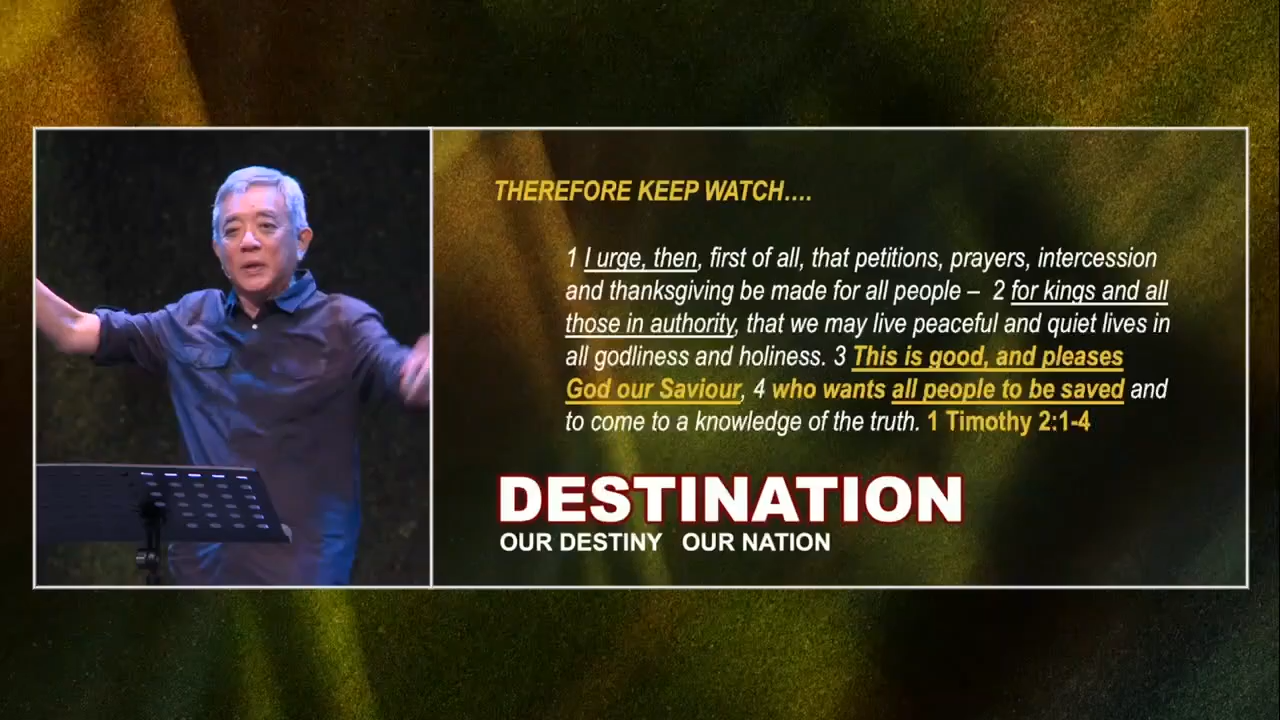 THEREFORE KEEP WATCH....
1 I urge, then, first of all, that petitions, prayers, intercession
and thanksgiving be made for all people – 2 for kings and all
those in authority, that we may live peaceful and quiet lives in
all godliness and holiness. 3 This is good, and pleases
God our Saviour, 4 who wants all people to be saved and
to come to a knowledge of the truth. 1 Timothy 2:1-4
DESTINATION
OUR DESTINY OUR NATION